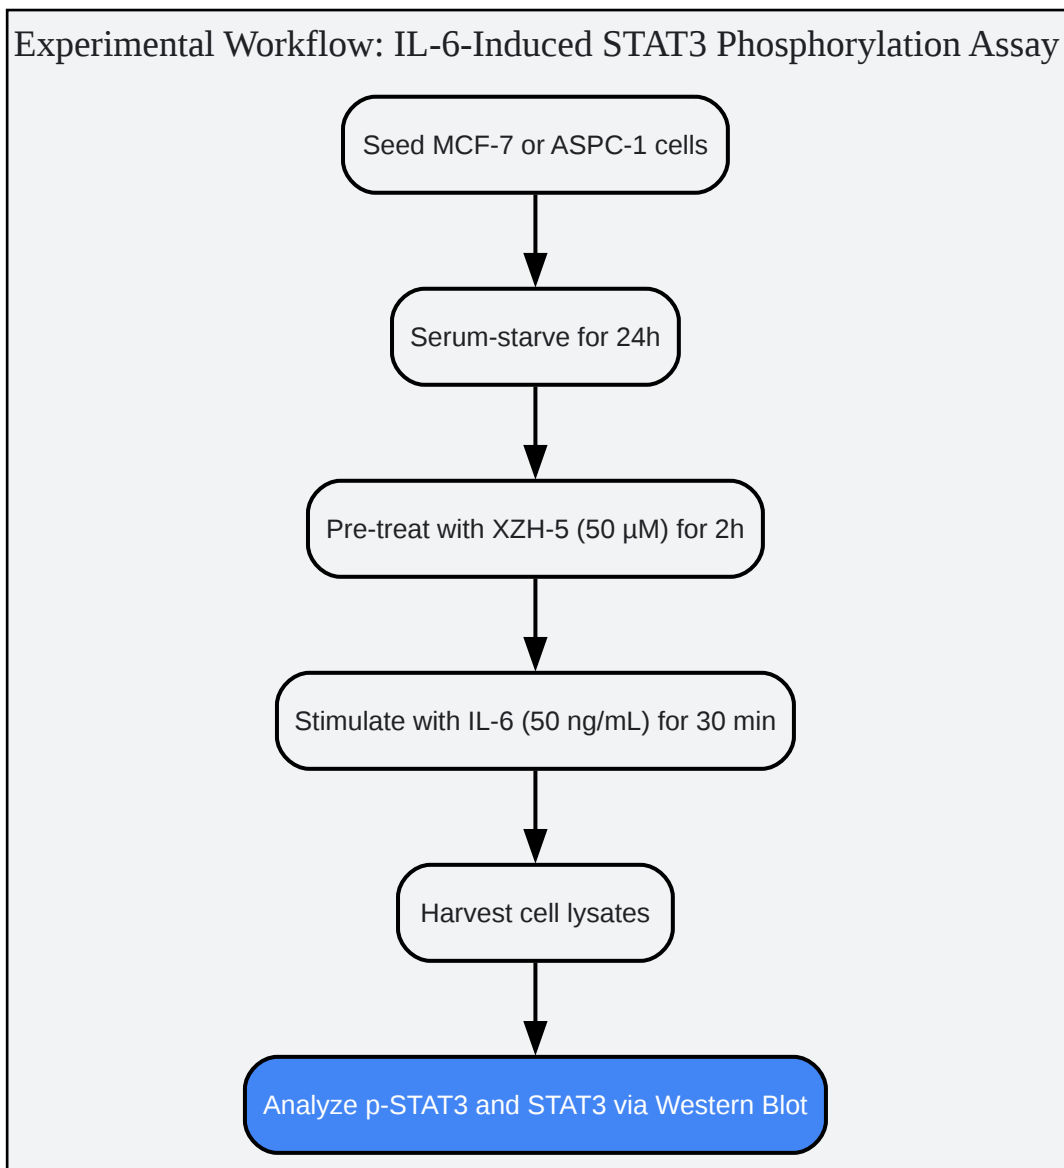 Experimental Workflow: IL-6-Induced STAT3 Phosphorylation Assay
Seed MCF-7 or ASPC-1 cells
Serum-starve for 24h
Pre-treat with XZH-5 (50 µM) for 2h
Stimulate with IL-6 (50 ng/mL) for 30 min
Harvest cell lysates
Analyze p-STAT3 and STAT3 via Western Blot